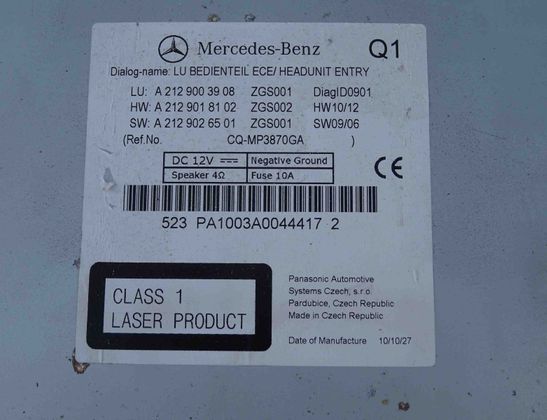 Mercedes-Benz Q1
Dialog-name: LU BEDIENTEIL ECE/ HEADUNIT ENTRY
LU: A 212 900 39 08 ZGS001 DiagID0901
HW: A 212 901 81 02 ZGS002 HW10/12
SW: A 212 902 65 01 ZGS001 SW09/06
(Ref.No. CQ-MP3870GA )
DC 12V Negative Ground
Speaker 4Ω Fuse 10A
CE
523 PA1003A0044417 2
CLASS 1
LASER PRODUCT
Panasonic Automotive
Systems Czech, s.r.o.
Pardubice, Czech Republic
Made in Czech Republic
Date of Manufacture 10/10/27